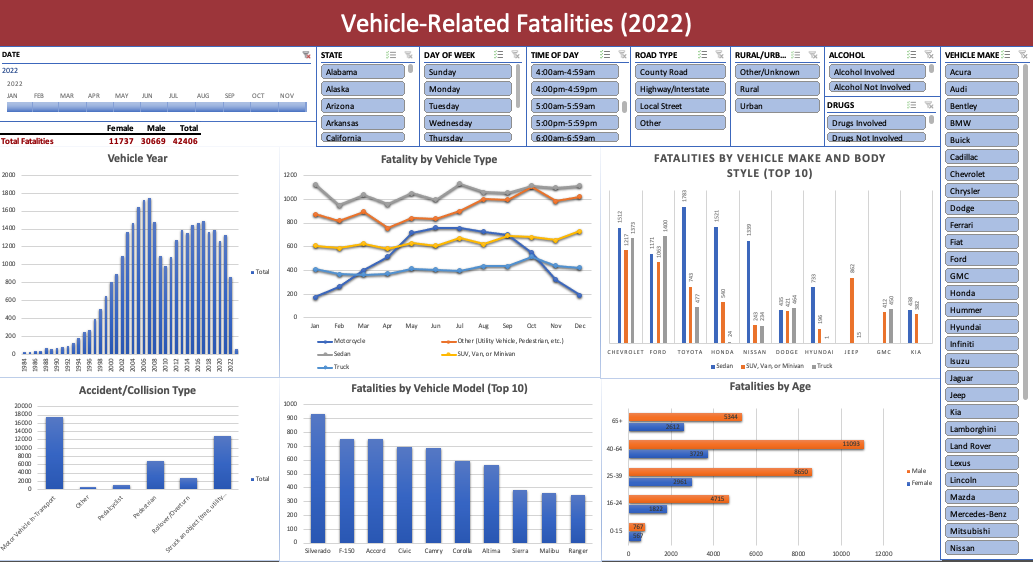 Vehicle-Related Fatalities (2022)
DATE
2022
2022
JAN FEB MAR APR MAY JUN JUL AUG SEP OCT NOV
Female Male Total
Total Fatalities 11737 30669 42406
STATE
Alabama
Alaska
Arizona
Arkansas
California
DAY OF WEEK
Sunday
Monday
Tuesday
Wednesday
Thursday
TIME OF DAY
4:00am-4:59am
4:00pm-4:59pm
5:00am-5:59am
5:00pm-5:59pm
6:00am-6:59am
ROAD TYPE
County Road
Highway/Interstate
Local Street
Other
RURAL/URB...
Other/Unknown
Rural
Urban
ALCOHOL
Alcohol Involved
Alcohol Not Involved
DRUGS
Drugs Involved
Drugs Not Involved
VEHICLE MAKE
Acura
Audi
Bentley
BMW
Buick
Cadillac
Chevrolet
Chrysler
Dodge
Ferrari
Fiat
Ford
GMC
Honda
Hummer
Hyundai
Infiniti
Isuzu
Jaguar
Jeep
Kia
Lamborghini
Land Rover
Lexus
Lincoln
Mazda
Mercedes-Benz
Mitsubishi
Nissan
Vehicle Year
2000
1800
1600
1400
1200
1000
800
600
400
200
0
1984 1986 1988 1990 1992 1994 1996 1998 2000 2002 2004 2006 2008 2010 2012 2014 2016 2018 2020 2022
Total
Fatality by Vehicle Type
1200
1000
800
600
400
200
0
Jan Feb Mar Apr May Jun Jul Aug Sep Oct Nov Dec
Motorcycle
Other (Utility Vehicle, Pedestrian, etc.)
Sedan
SUV, Van, or Minivan
Truck
FATALITIES BY VEHICLE MAKE AND BODY
STYLE (TOP 10)
1512 1217 1373
1171 1083 1400
1783 743 477
1521 540 24
1339 243 234
435 421 464
733 196 1
862 15
412 450
438 382
CHEVROLET FORD TOYOTA HONDA NISSAN DODGE HYUNDAI JEEP GMC KIA
Sedan SUV, Van or Minivan Truck
Accident/Collision Type
20000
18000
16000
14000
12000
10000
8000
6000
4000
2000
0
Motor Vehicle In-Transport
Other
Pedalcyclist
Pedestrian
Rollover/Overturn
Struck an object (tree, utility...
Total
Fatalities by Vehicle Model (Top 10)
1000
900
800
700
600
500
400
300
200
100
0
Silverado F-150 Accord Civic Camry Corolla Altima Sierra Malibu Ranger
Fatalities by Age
65+ 5344 2612
40-64 11093 3729
25-39 8650 2961
16-24 4715 1822
0-15 767
0 2000 4000 6000 8000 10000 12000
Male
Female